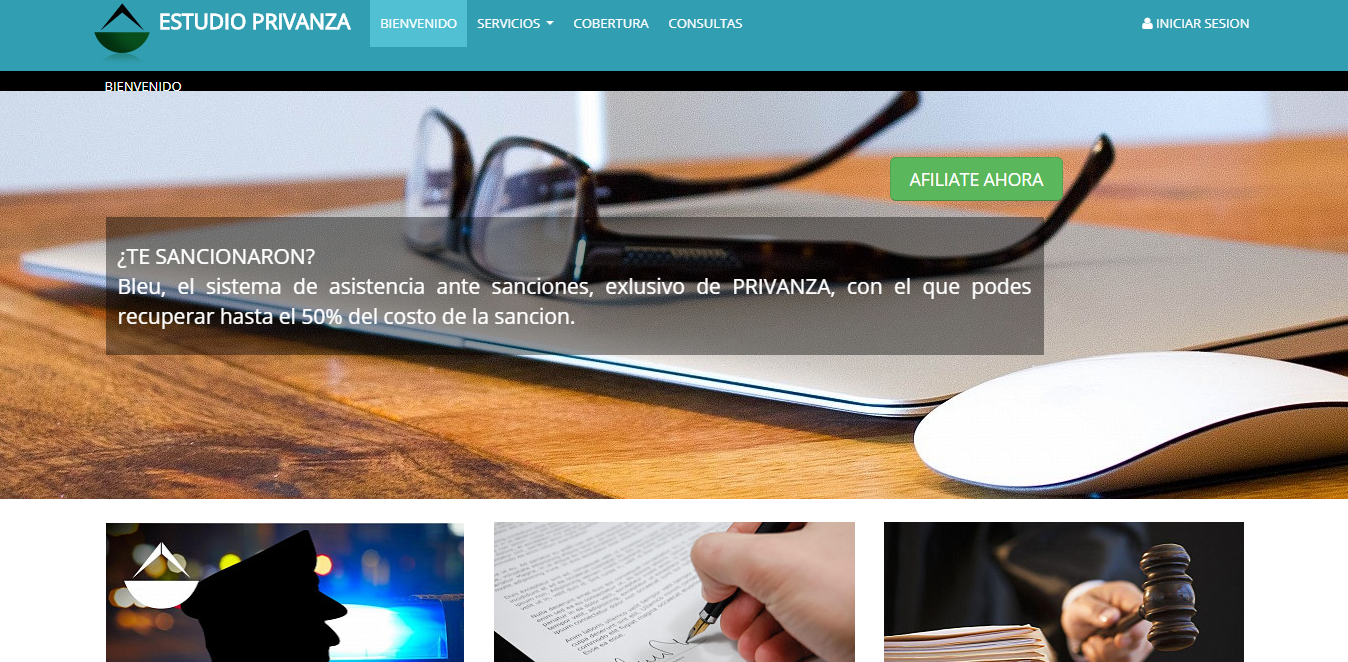 ESTUDIO PRIVANZA
BIENVENIDO
SERVICIOS
COBERTURA
CONSULTAS
INICIAR SESION
BIENVENIDO
AFILIATE AHORA
¿TE SANCIONARON?
Bleu, el sistema de asistencia ante sanciones, exlusivo de PRIVANZA, con el que podes
recuperar hasta el 50% del costo de la sancion.